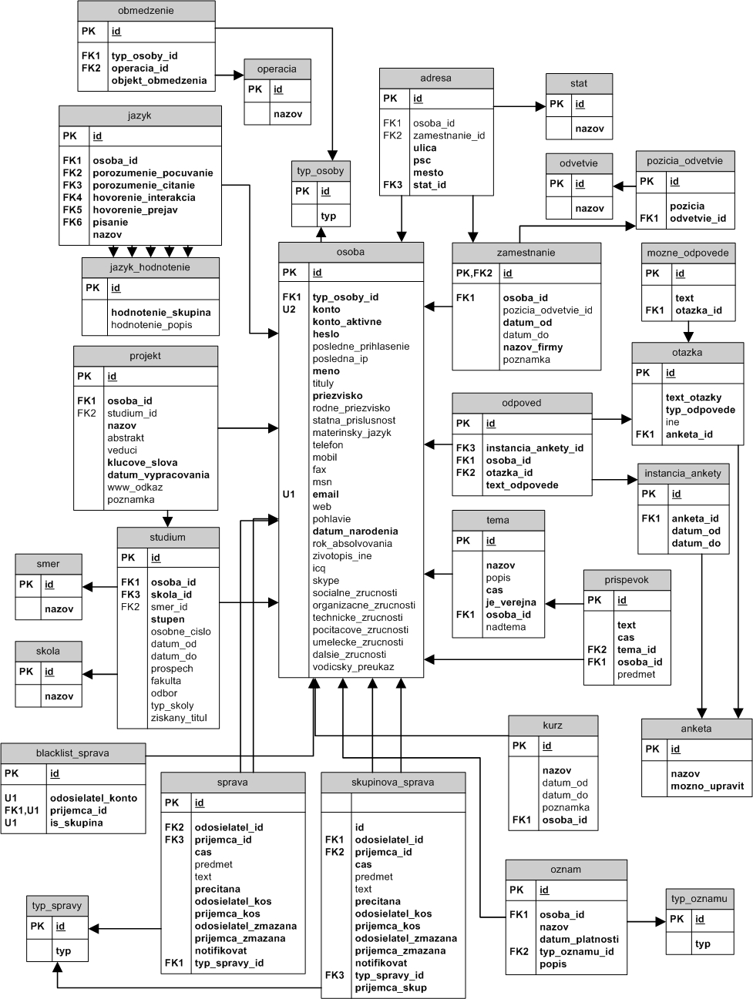 obmedzenie
PK id
FK1 typ_osoby_id
FK2 operacia_id
objekt_obmedzenia
operacia
PK id
nazov
adresa
PK id
FK1 osoba_id
FK2 zamestnanie_id
ulica
psc
mesto
FK3 stat_id
stat
PK id
nazov
jazyk
PK id
FK1 osoba_id
FK2 porozumenie_pocuvanie
FK3 porozumenie_citanie
FK4 hovorenie_interakcia
FK5 hovorenie_prejav
FK6 pisanie
nazov
typ_osoby
PK id
typ
odvetvie
PK id
nazov
pozicia_odvetvie
PK id
pozicia
FK1 odvetvie_id
jazyk_hodnotenie
PK id
hodnotenie_skupina
hodnotenie_popis
osoba
PK id
FK1 typ_osoby_id
U2 konto
konto_aktivne
heslo
posledne_prihlasenie
posledna_ip
meno
tituly
priezvisko
rodne_priezvisko
statna_prislusnost
materinsky_jazyk
telefon
mobil
fax
msn
U1 email
web
pohlavie
datum_narodenia
rok_absolvovania
zivotopis_ine
icq
skype
socialne_zrucnosti
organizacne_zrucnosti
technicke_zrucnosti
pocitacove_zrucnosti
umelecke_zrucnosti
dalsie_zrucnosti
vodicsky_preukaz
zamestnanie
PK,FK2 id
FK1 osoba_id
pozicia_odvetvie_id
datum_od
datum_do
nazov_firmy
poznamka
mozne_odpovede
PK id
text
FK1 otazka_id
otazka
PK id
text_otazky
typ_odpovede
ine
FK1 anketa_id
projekt
PK id
FK1 osoba_id
FK2 studium_id
nazov
abstrakt
veduci
klucove_slova
datum_vypracovania
www_odkaz
poznamka
odpoved
PK id
FK3 instancia_ankety_id
FK1 osoba_id
FK2 otazka_id
text_odpovede
instancia_ankety
PK id
FK1 anketa_id
datum_od
datum_do
studium
PK id
FK1 osoba_id
FK3 skola_id
FK2 smer_id
stupen
osobne_cislo
datum_od
datum_do
prospech
fakulta
odbor
typ_skoly
ziskany_titul
smer
PK id
nazov
skola
PK id
nazov
tema
PK id
nazov
popis
cas
je_verejna
FK1 osoba_id
nadtema
prispevok
PK id
text
cas
FK2 tema_id
FK1 osoba_id
predmet
anketa
PK id
nazov
mozno_upravit
kurz
PK id
nazov
datum_od
datum_do
poznamka
FK1 osoba_id
blacklist_sprava
PK id
U1 odosielatel_konto
FK1,U1 prijemca_id
U1 is_skupina
sprava
PK id
FK2 odosielatel_id
FK3 prijemca_id
cas
predmet
text
precitana
odosielatel_kos
prijemca_kos
odosielatel_zmazana
prijemca_zmazana
notifikovat
FK1 typ_spravy_id
skupinova_sprava
id
FK1 odosielatel_id
FK2 prijemca_id
cas
predmet
text
precitana
odosielatel_kos
prijemca_kos
odosielatel_zmazana
prijemca_zmazana
notifikovat
FK3 typ_spravy_id
prijemca_skup
typ_spravy
PK id
typ
oznam
PK id
FK1 osoba_id
nazov
datum_platnosti
FK2 typ_oznamu_id
popis
typ_oznamu
PK id
typ